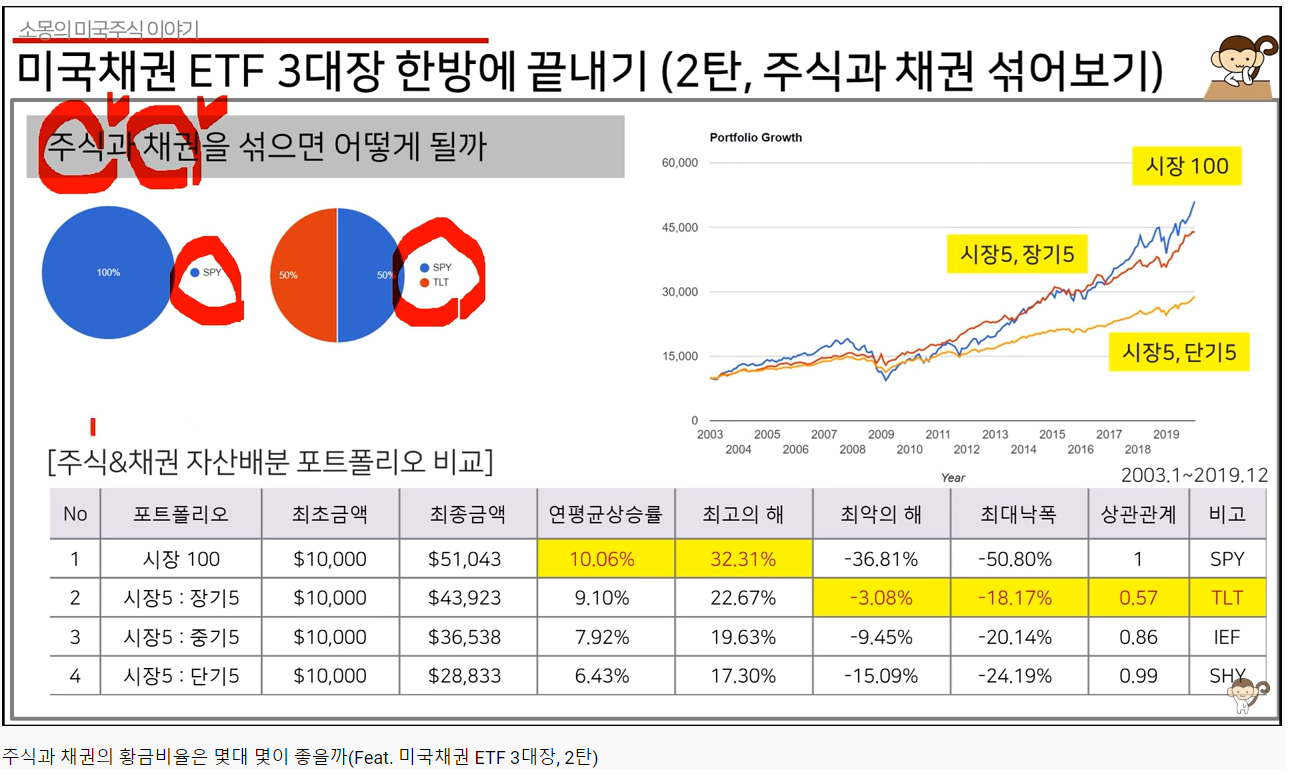 소몽의 미국주식 이야기
미국채권 ETF 3대장 한방에 끝내기 (2탄, 주식과 채권 섞어보기)
주식과 채권을 섞으면 어떻게 될까
100%
SPY
50%
50%
SPY
TLT
Portfolio Growth
60,000
45,000
30,000
15,000
0
시장 100
시장5, 장기5
시장5, 단기5
2003 2005 2007 2009 2011 2013 2015 2017 2019
2004 2006 2008 2010 2012 2014 2016 2018
Year
2003.1~2019.12
[주식&채권 자산배분 포트폴리오 비교]
No 포트폴리오 최초금액 최종금액 연평균상승률 최고의 해 최악의 해 최대낙폭 상관관계 비고
1 시장 100 $10,000 $51,043 10.06% 32.31% -36.81% -50.80% 1 SPY
2 시장5 : 장기5 $10,000 $43,923 9.10% 22.67% -3.08% -18.17% 0.57 TLT
3 시장5 : 중기5 $10,000 $36,538 7.92% 19.63% -9.45% -20.14% 0.86 IEF
4 시장5 : 단기5 $10,000 $28,833 6.43% 17.30% -15.09% -24.19% 0.99 SHY
주식과 채권의 황금비율은 몇대 몇이 좋을까(Feat. 미국채권 ETF 3대장, 2탄)